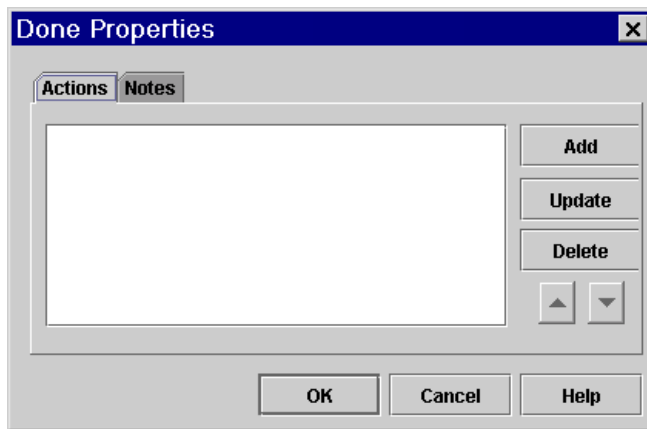 Done Properties
Actions Notes
Add
Update
Delete
OK Cancel Help